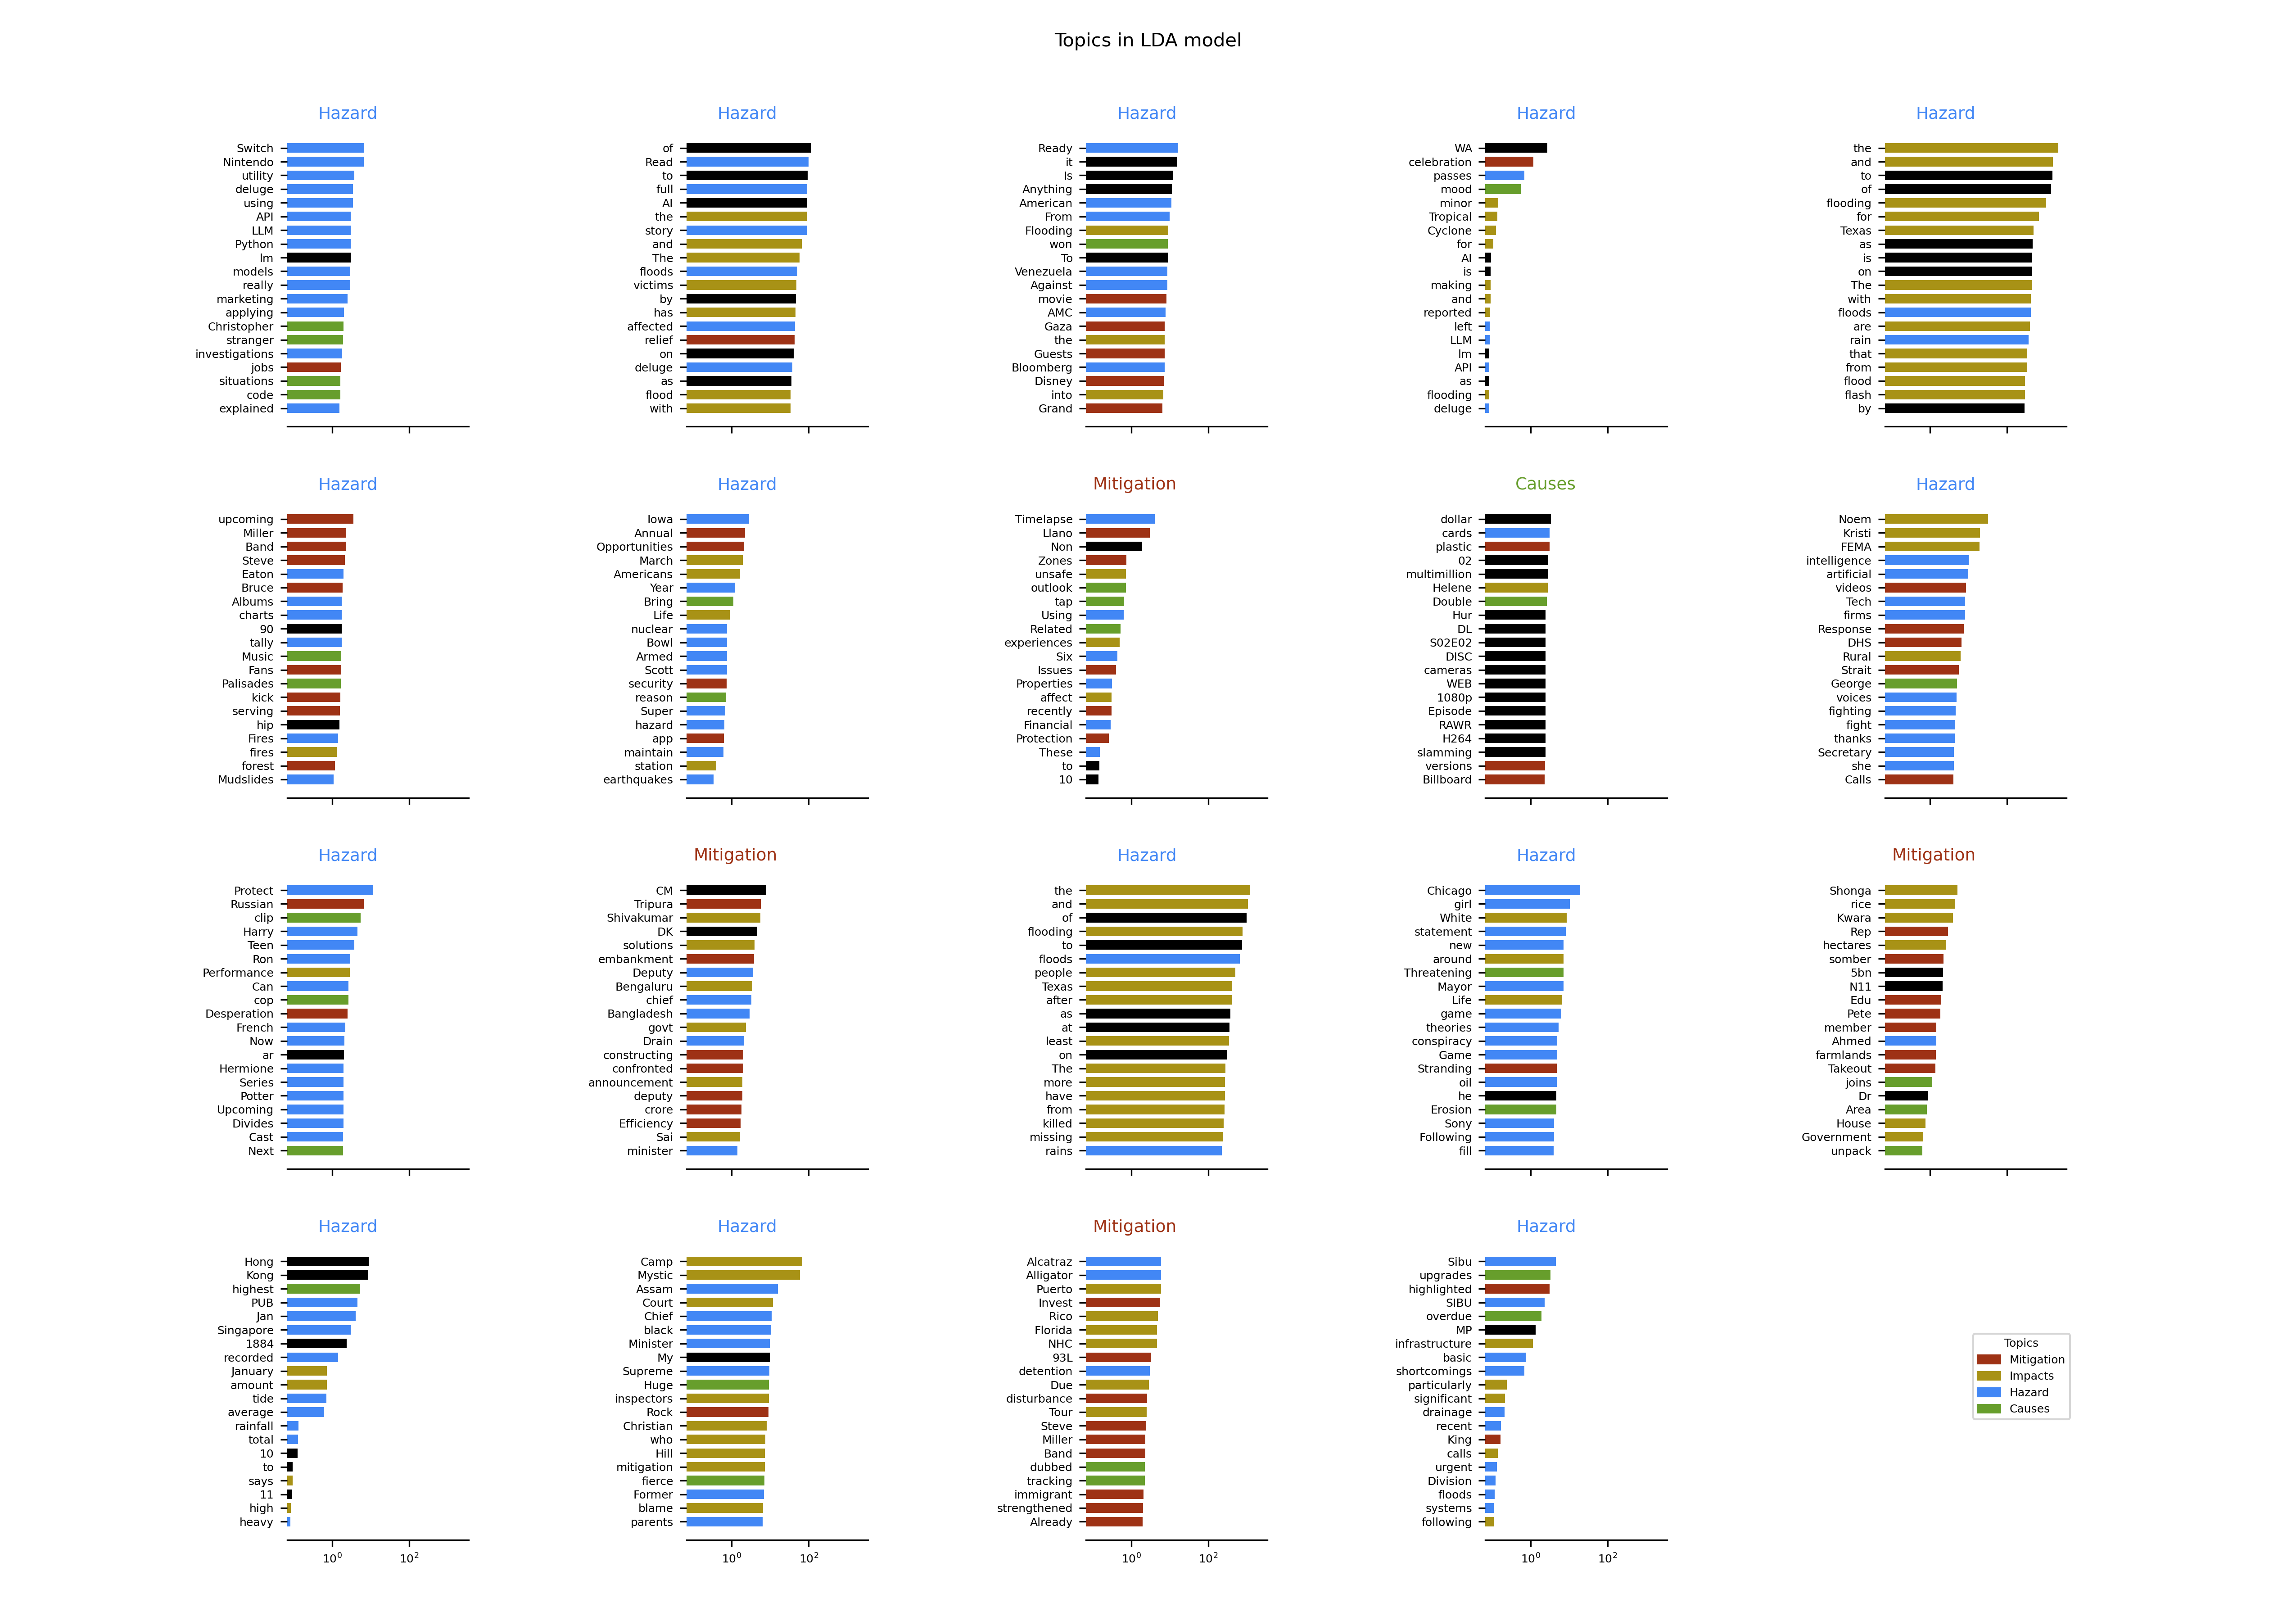 Topics in LDA model
Hazard
Switch
Nintendo
utility
deluge
using
API
LLM
Python
lm
models
really
marketing
applying
Christopher
stranger
investigations
jobs
situations
code
explained
Hazard
of
Read
to
full
AI
the
story
and
The
floods
victims
by
has
affected
relief
on
deluge
as
flood
with
Hazard
Ready
it
Is
Anything
American
From
Flooding
won
To
Venezuela
Against
movie
AMC
Gaza
the
Guests
Bloomberg
Disney
into
Grand
Hazard
WA
celebration
passes
mood
minor
Tropical
Cyclone
for
AI
is
making
and
reported
left
LLM
lm
API
as
flooding
deluge
Hazard
the
and
to
of
flooding
for
Texas
as
is
on
The
with
floods
are
rain
that
from
flood
flash
by
Hazard
upcoming
Miller
Band
Steve
Eaton
Bruce
Albums
charts
90
tally
Music
Fans
Palisades
kick
serving
hip
Fires
fires
forest
Mudslides
Hazard
Iowa
Annual
Opportunities
March
Americans
Year
Bring
Life
nuclear
Bowl
Armed
Scott
security
reason
Super
hazard
app
maintain
station
earthquakes
Mitigation
Timelapse
Llano
Non
Zones
unsafe
outlook
tap
Using
Related
experiences
Six
Issues
Properties
affect
recently
Financial
Protection
These
to
10
Causes
dollar
cards
plastic
02
multimillion
Helene
Double
Hur
DL
S02E02
DISC
cameras
WEB
1080p
Episode
RAWR
H264
slamming
versions
Billboard
Hazard
Noem
Kristi
FEMA
intelligence
artificial
videos
Tech
firms
Response
DHS
Rural
Strait
George
voices
fighting
fight
thanks
Secretary
she
Calls
Hazard
Protect
Russian
clip
Harry
Teen
Ron
Performance
Can
cop
Desperation
French
Now
ar
Hermione
Series
Potter
Upcoming
Divides
Cast
Next
Mitigation
CM
Tripura
Shivakumar
DK
solutions
embankment
Deputy
Bengaluru
chief
Bangladesh
govt
Drain
constructing
confronted
announcement
deputy
crore
Efficiency
Sai
minister
Hazard
the
and
of
flooding
to
floods
people
Texas
after
as
at
least
on
The
more
have
from
killed
missing
rains
Hazard
Chicago
girl
White
statement
new
around
Threatening
Mayor
Life
game
theories
conspiracy
Game
Stranding
oil
he
Erosion
Sony
Following
fill
Mitigation
Shonga
rice
Kwara
Rep
hectares
somber
5bn
N11
Edu
Pete
member
Ahmed
farmlands
Takeout
joins
Dr
Area
House
Government
unpack
Hazard
Hong
Kong
highest
PUB
Jan
Singapore
1884
recorded
January
amount
tide
average
rainfall
total
10
to
says
11
high
heavy
10⁰ 10²
Hazard
Camp
Mystic
Assam
Court
Chief
black
Minister
My
Supreme
Huge
inspectors
Rock
Christian
who
Hill
mitigation
fierce
Former
blame
parents
10⁰ 10²
Mitigation
Alcatraz
Alligator
Puerto
Invest
Rico
Florida
NHC
93L
detention
Due
disturbance
Tour
Steve
Miller
Band
dubbed
tracking
immigrant
strengthened
Already
10⁰ 10²
Hazard
Sibu
upgrades
highlighted
SIBU
overdue
MP
infrastructure
basic
shortcomings
particularly
significant
drainage
recent
King
calls
urgent
Division
floods
systems
following
10⁰ 10²
Topics
Mitigation
Impacts
Hazard
Causes